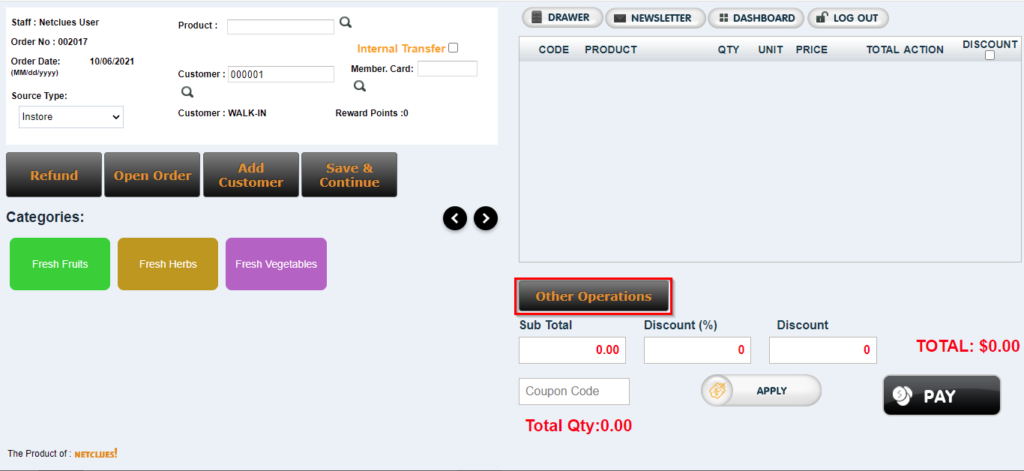 Staff : Netclues User
Order No : 002017
Order Date: 10/06/2021
(MM/dd/yyyy)
Source Type:
Instore
Product :
Internal Transfer
Customer : 000001
Member. Card:
Customer : WALK-IN Reward Points :0
Refund
Open Order
Add
Customer
Save &
Continue
Categories:
Fresh Fruits
Fresh Herbs
Fresh Vegetables
The Product of : NETCLUES!
DRAWER
NEWSLETTER
DASHBOARD
LOG OUT
CODE PRODUCT QTY UNIT PRICE TOTAL ACTION DISCOUNT
Other Operations
Sub Total Discount (%) Discount
0.00 0 0
TOTAL: $0.00
Coupon Code
APPLY
PAY
Total Qty:0.00